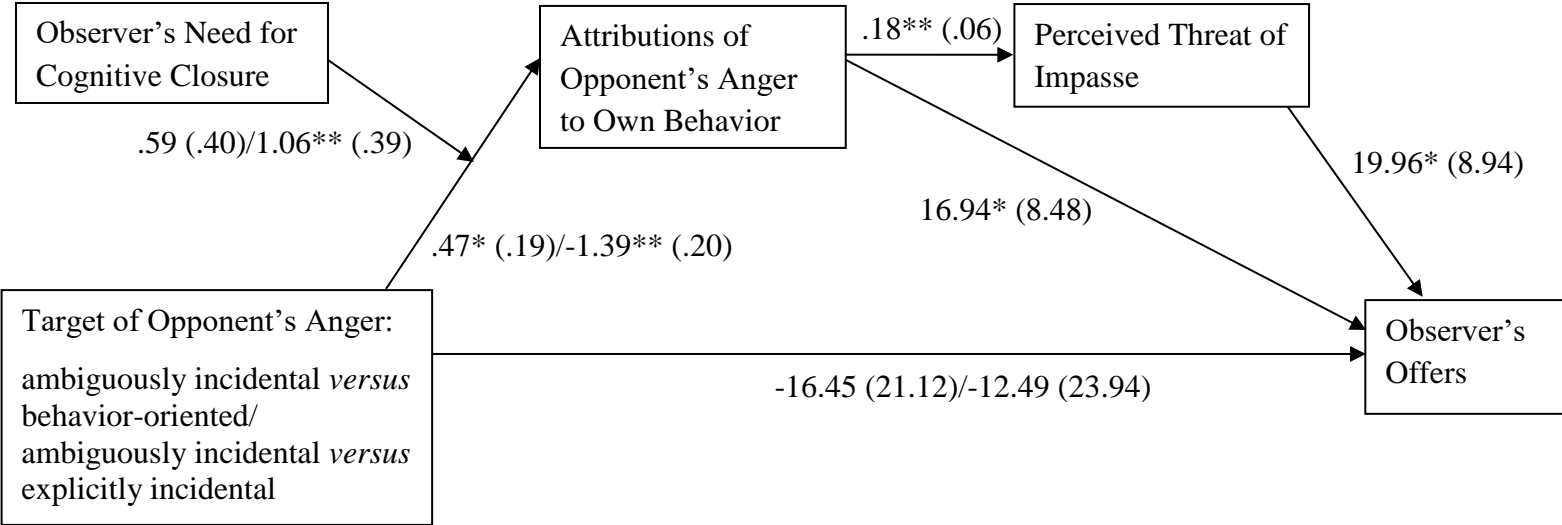 Observer’s Need for
Cognitive Closure
Attributions of
Opponent’s Anger
to Own Behavior
.18** (.06)
Perceived Threat of
Impasse
.59 (.40)/1.06** (.39)
19.96* (8.94)
16.94* (8.48)
.47* (.19)/-1.39** (.20)
Target of Opponent’s Anger:
ambiguously incidental versus
behavior-oriented/
ambiguously incidental versus
explicitly incidental
-16.45 (21.12)/-12.49 (23.94)
Observer’s
Offers